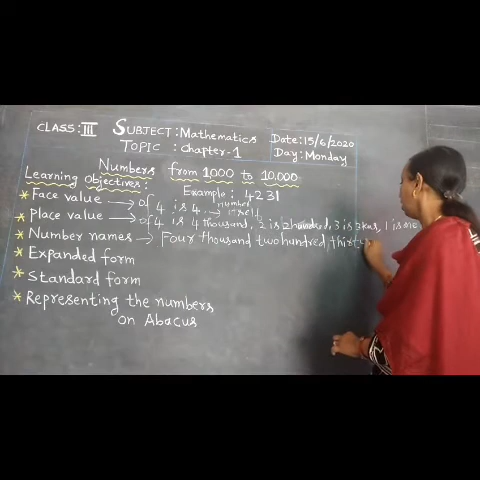 CLASS: III SUBJECT: Mathematics Date: 15/6/2020
TOPIC : Chapter-1 Day: Monday
Numbers from 1000 to 10,000
Learning objectives : Example : 4231
* Face value → of 4 is 4. → number itself
* Place value → of 4 is 4 thousand, 2 is 2 hundred, 3 is 3 tens, 1 is one
* Number names → Four thousand two hundred, thirty
* Expanded form
* Standard form
* Representing the numbers
on Abacus